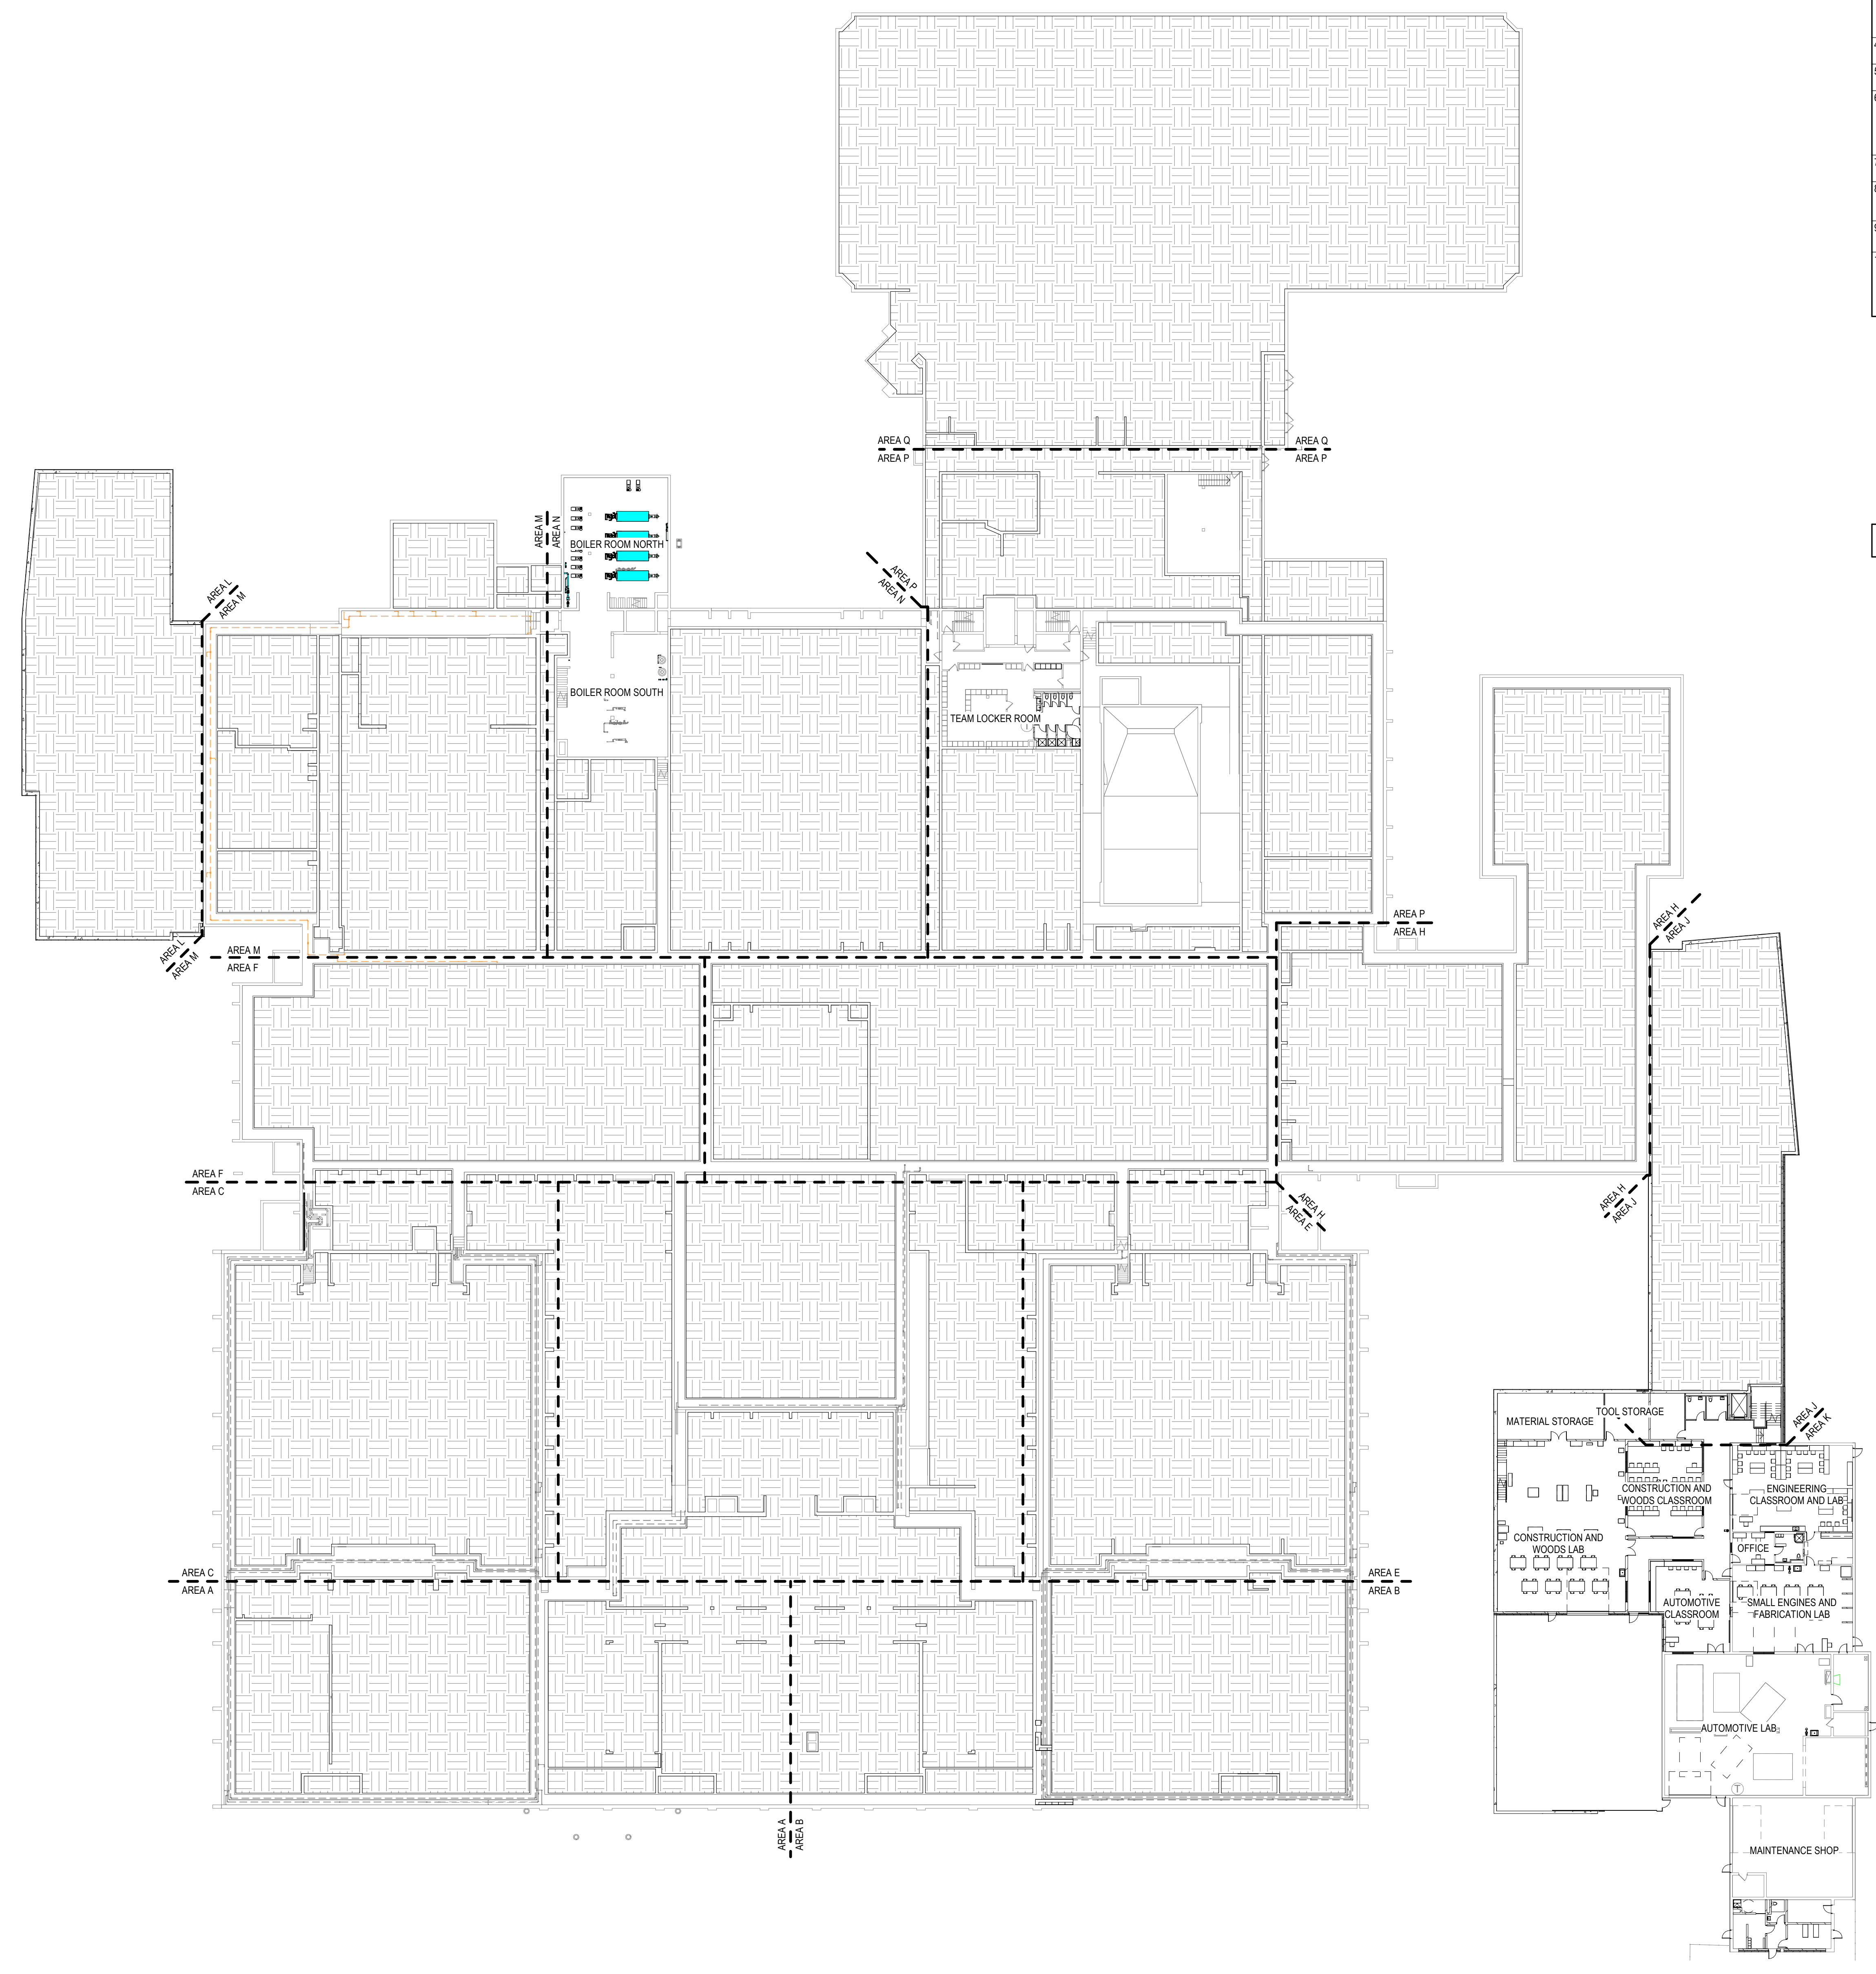 AREA Q
AREA Q
AREA P
AREA P
AREA M
AREA N
BOILER ROOM NORTH
AREA P
AREA N
AREA L
AREA M
BOILER ROOM SOUTH
TEAM LOCKER ROOM
AREA P
AREA H
AREA H
AREA J
AREA L
AREA M
AREA M
AREA F
AREA F
AREA C
AREA H
AREA E
AREA H
AREA J
TOOL STORAGE
MATERIAL STORAGE
AREA J
AREA K
CONSTRUCTION AND
WOODS CLASSROOM
ENGINEERING
CLASSROOM AND LAB
CONSTRUCTION AND
WOODS LAB
OFFICE
AREA C
AREA A
AREA E
AREA B
AUTOMOTIVE
CLASSROOM
SMALL ENGINES AND
FABRICATION LAB
AUTOMOTIVE LAB
T
AREA A
AREA B
MAINTENANCE SHOP